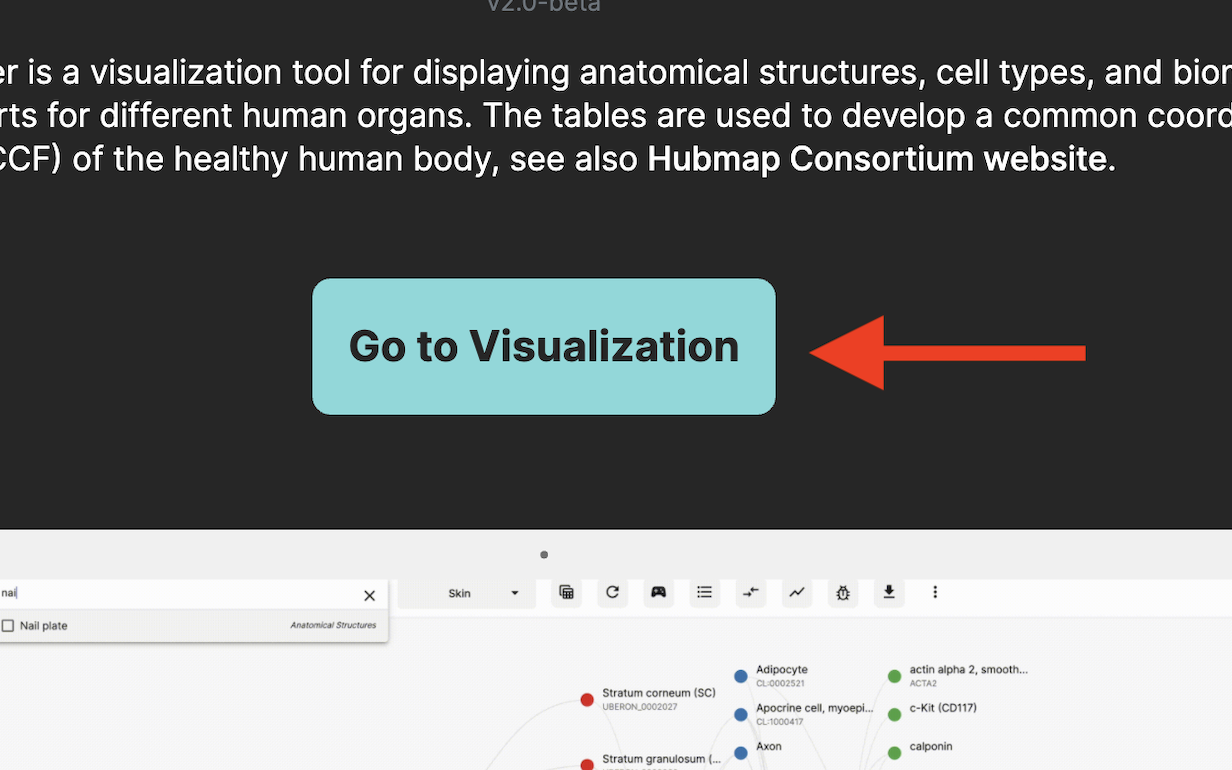 v2.0-beta
er is a visualization tool for displaying anatomical structures, cell types, and bior
rts for different human organs. The tables are used to develop a common coord
CCF) of the healthy human body, see also Hubmap Consortium website.
Go to Visualization
nai
Skin
Nail plate
Anatomical Structures
Adipocyte
CL:0002521
actin alpha 2, smooth...
ACTA2
Stratum corneum (SC)
UBERON_0002027
Apocrine cell, myoepi...
CL:1000417
c-Kit (CD117)
Axon
calponin
Stratum granulosum (...